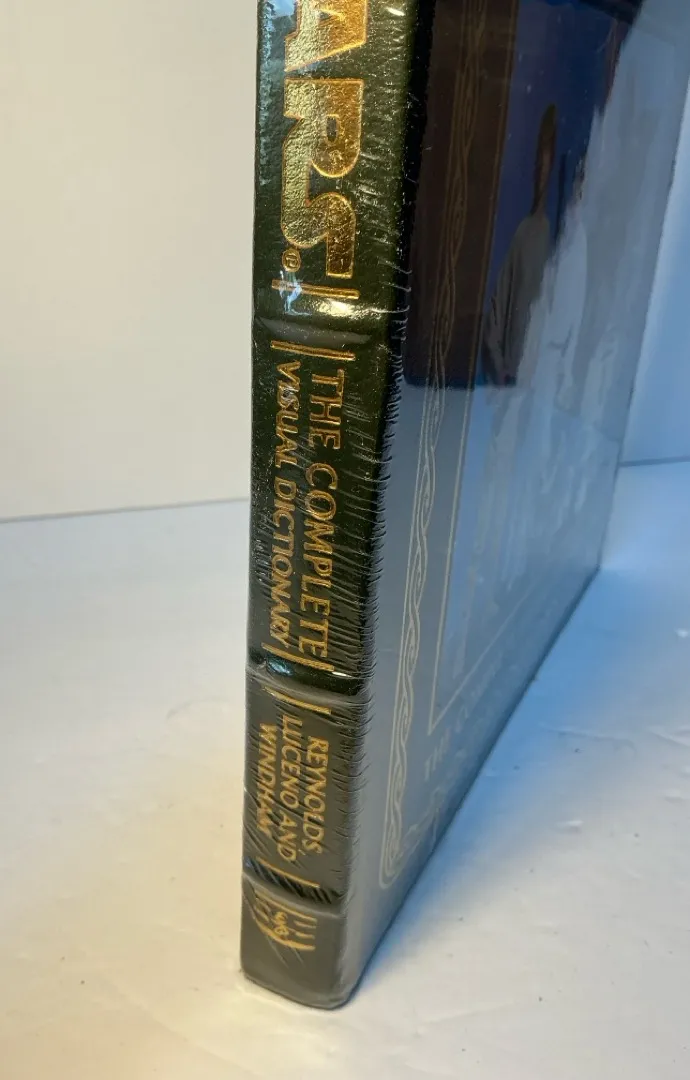 ARS®
THE COMPLETE
VISUAL DICTIONARY
REYNOLDS,
LUCENO AND
WINDHAM